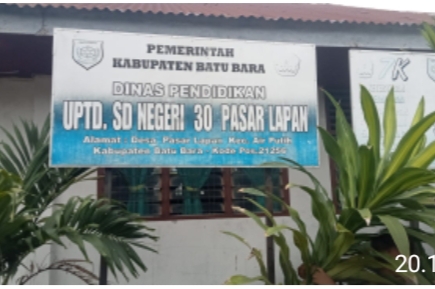 PEMERINTAH
KABUPATEN BATU BARA
DINAS PENDIDIKAN
UPTD. SD NEGERI 30 PASAR LAPAN
Alamat : Desa. Pasar Lapan Kec. Air Putih
Kabupaten Batu Bara - Kode Pos 21256
7K
20.1